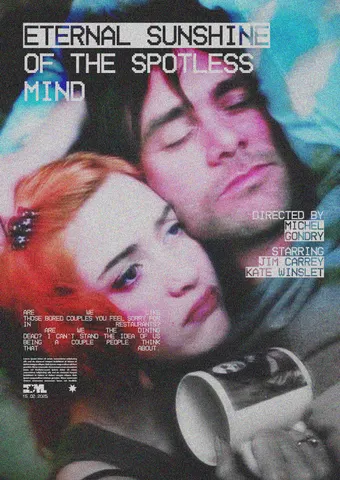 ETERNAL SUNSHINE
OF THE SPOTLESS
MIND
DIRECTED BY
MICHEL
GONDRY
STARRING
JIM CARREY
KATE WINSLET
ARE WE LIKE
THOSE BORED COUPLES YOU FEEL SORRY FOR
IN RESTAURANTS?
ARE WE THE DINING
DEAD? I CAN'T STAND THE IDEA OF US
BEING A COUPLE PEOPLE THINK
THAT ABOUT.